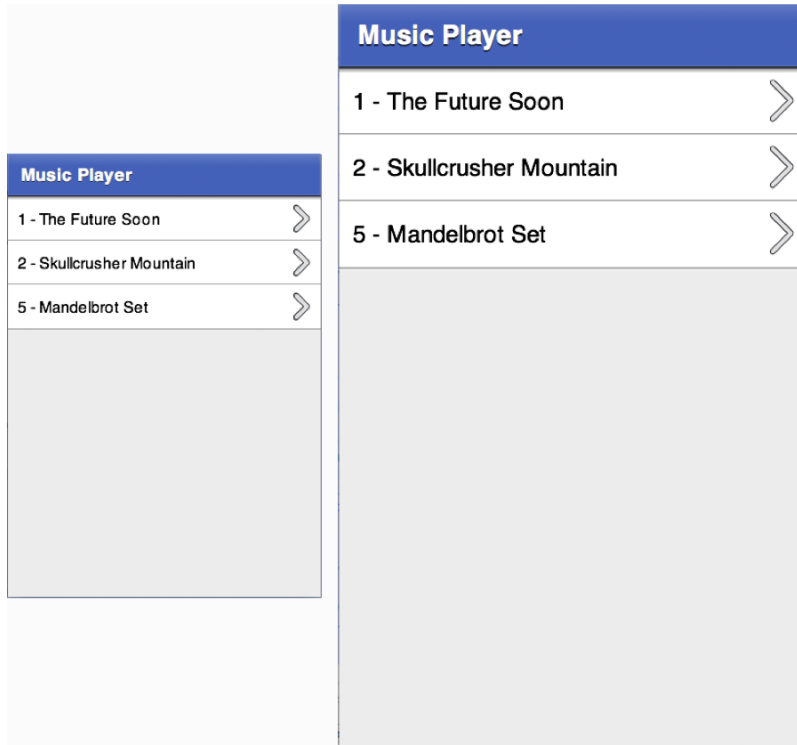 Music Player
1 - The Future Soon
2 - Skullcrusher Mountain
5 - Mandelbrot Set
Music Player
1 - The Future Soon
2 - Skullcrusher Mountain
5 - Mandelbrot Set